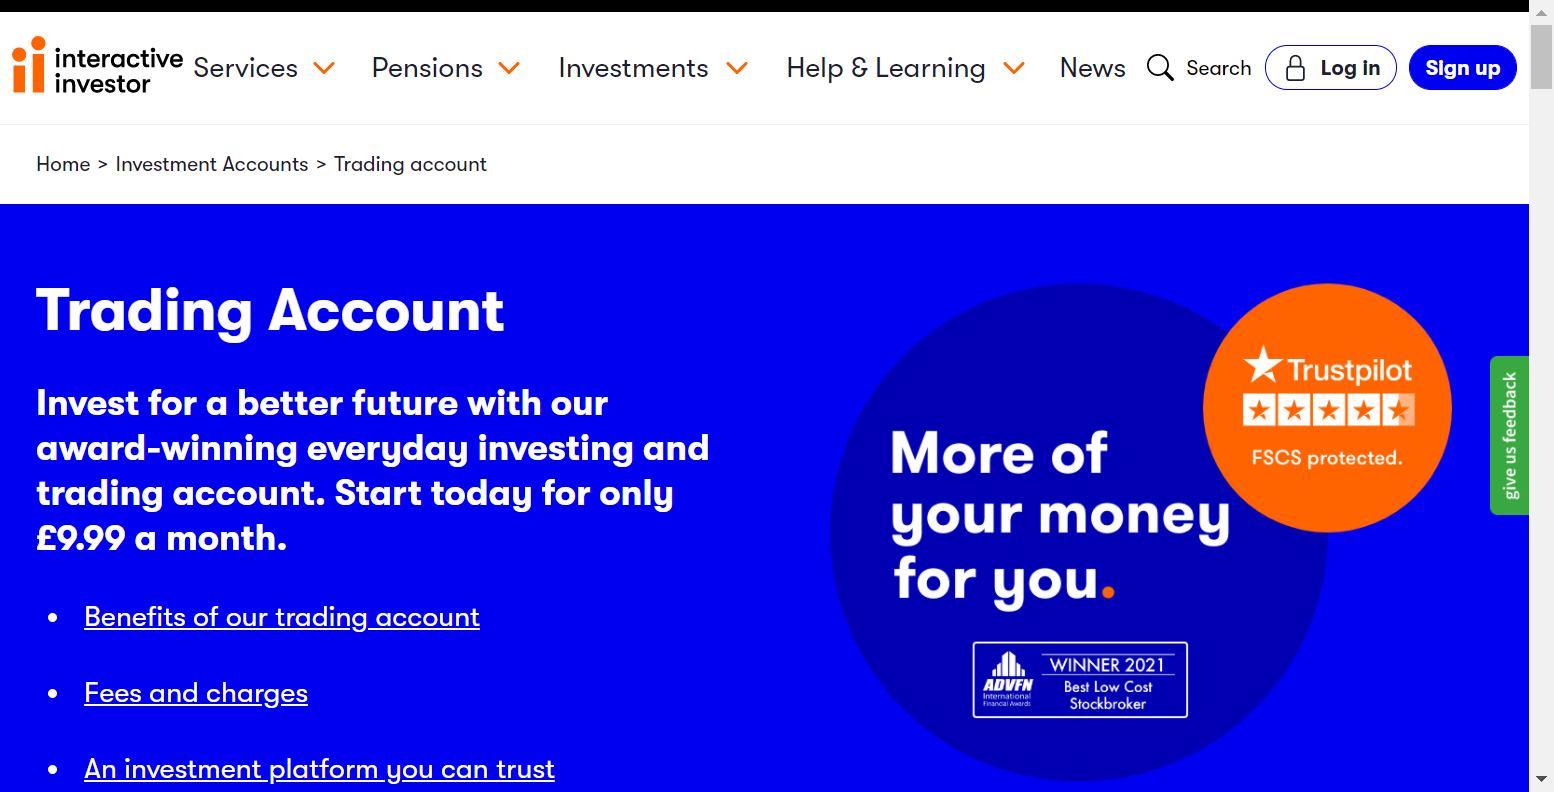 interactive
investor
Services
Pensions
Investments
Help & Learning
News
Search
Log in
Sign up
Home > Investment Accounts > Trading account
Trading Account
Invest for a better future with our
award-winning everyday investing and
trading account. Start today for only
£9.99 a month.
• Benefits of our trading account
• Fees and charges
• An investment platform you can trust
More of
your money
for you.
Trustpilot
FSCS protected.
ADVFN
International
Financial Awards
WINNER 2021
Best Low Cost
Stockbroker
give us feedback